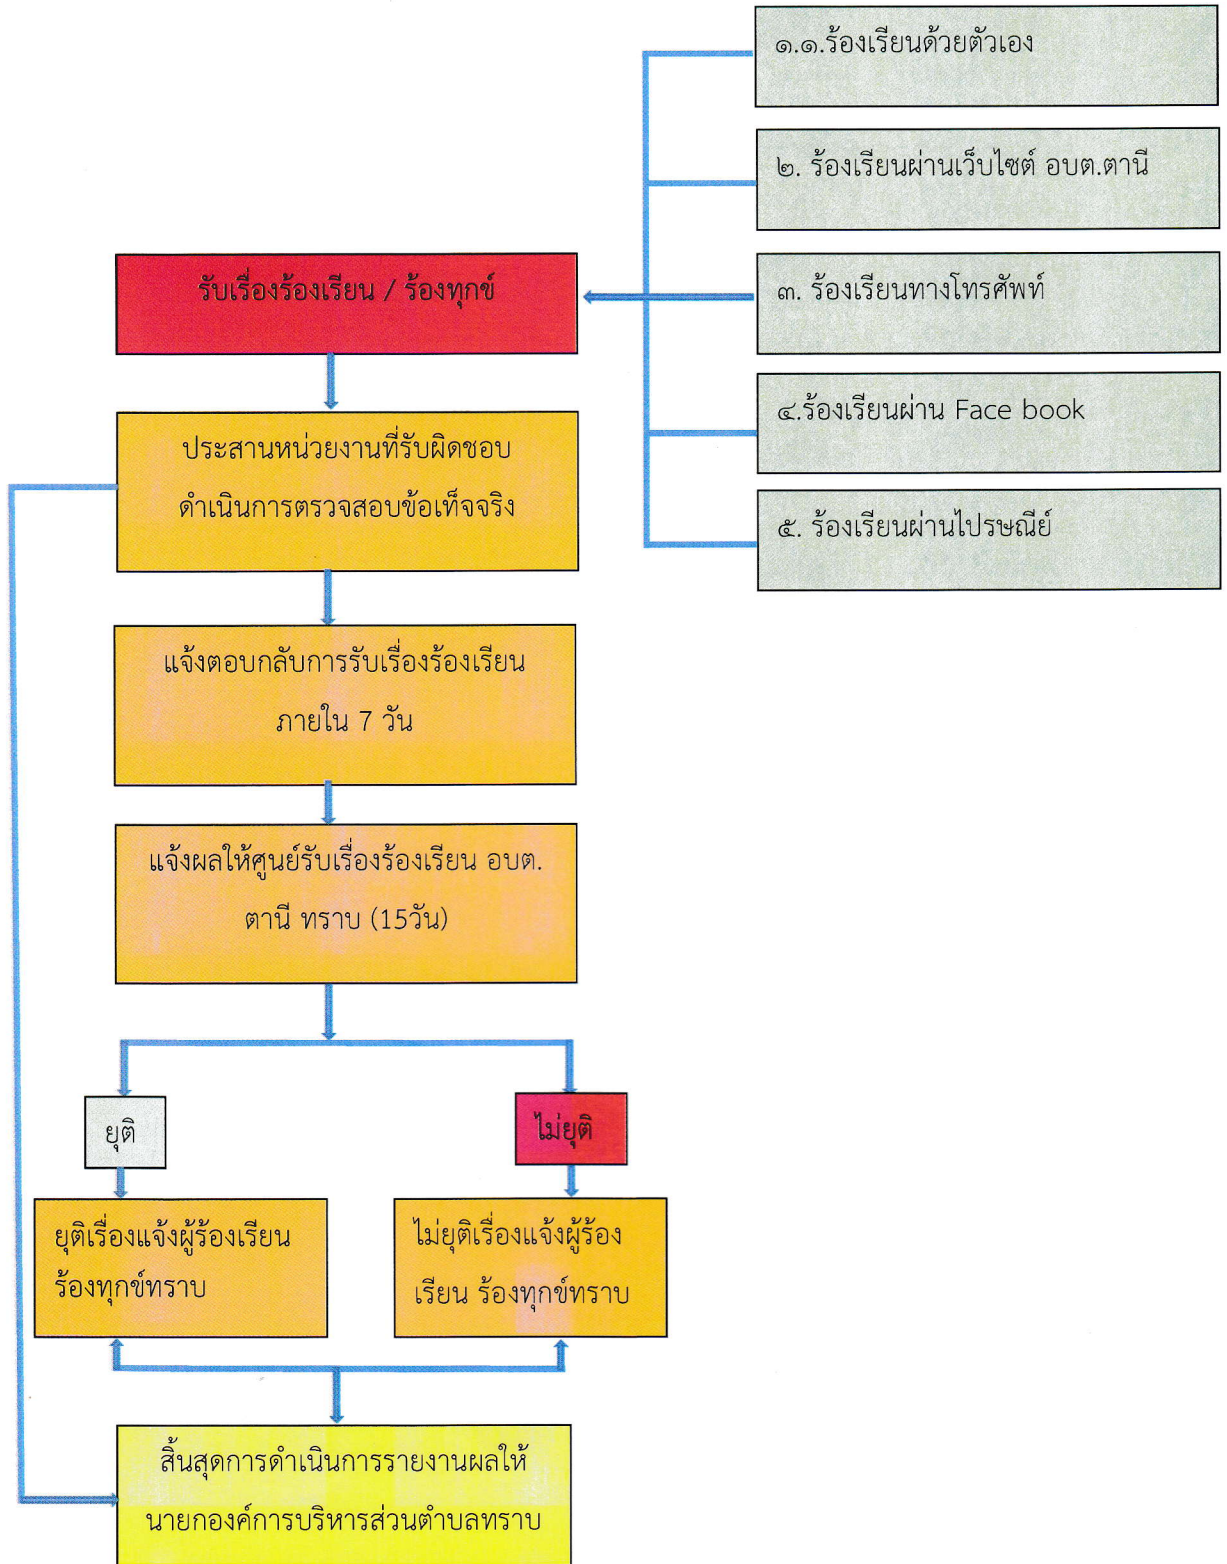 ๑.๑.ร้องเรียนด้วยตัวเอง
๒. ร้องเรียนผ่านเว็บไซต์ อบต.ตานี
รับเรื่องร้องเรียน / ร้องทุกข์
๓. ร้องเรียนทางโทรศัพท์
๔.ร้องเรียนผ่าน Face book
ประสานหน่วยงานที่รับผิดชอบ
ดำเนินการตรวจสอบข้อเท็จจริง
๕. ร้องเรียนผ่านไปรษณีย์
แจ้งตอบกลับการรับเรื่องร้องเรียน
ภายใน 7 วัน
แจ้งผลให้ศูนย์รับเรื่องร้องเรียน อบต.
ตานี ทราบ (15วัน)
ยุติ
ไม่ยุติ
ยุติเรื่องแจ้งผู้ร้องเรียน
ร้องทุกข์ทราบ
ไม่ยุติเรื่องแจ้งผู้ร้อง
เรียน ร้องทุกข์ทราบ
สิ้นสุดการดำเนินการรายงานผลให้
นายกองค์การบริหารส่วนตำบลทราบ